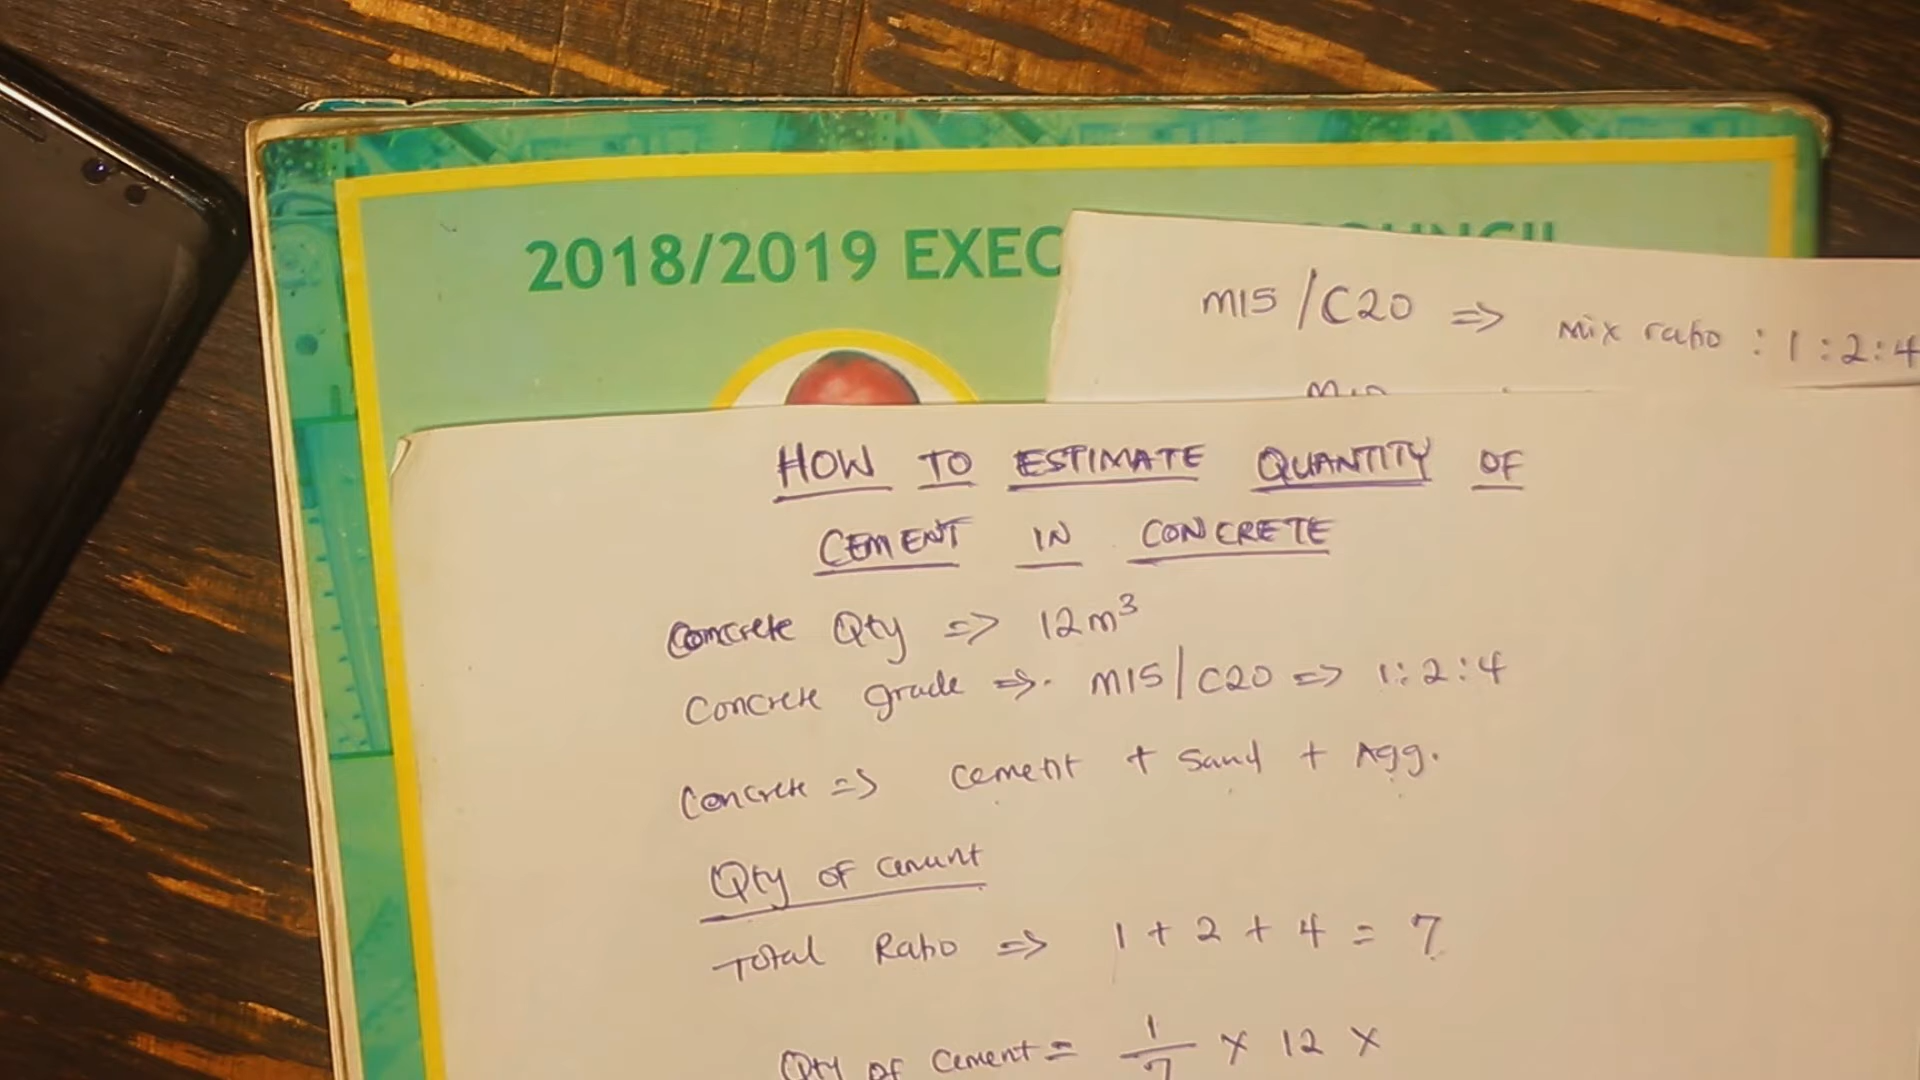 2018/2019 EXEC COUNCIL
M15 /C20 => Mix ratio : 1:2:4
HOW TO ESTIMATE QUANTITY OF
CEMENT IN CONCRETE
Concrete Qty => 12m³
Concrete grade =>. M15 | C20 => 1:2:4
Concrete => Cement + Sand + Agg.
Qty of cement
Total Ratio => 1 + 2 + 4 = 7
Qty of Cement = 1/7 x 12 x